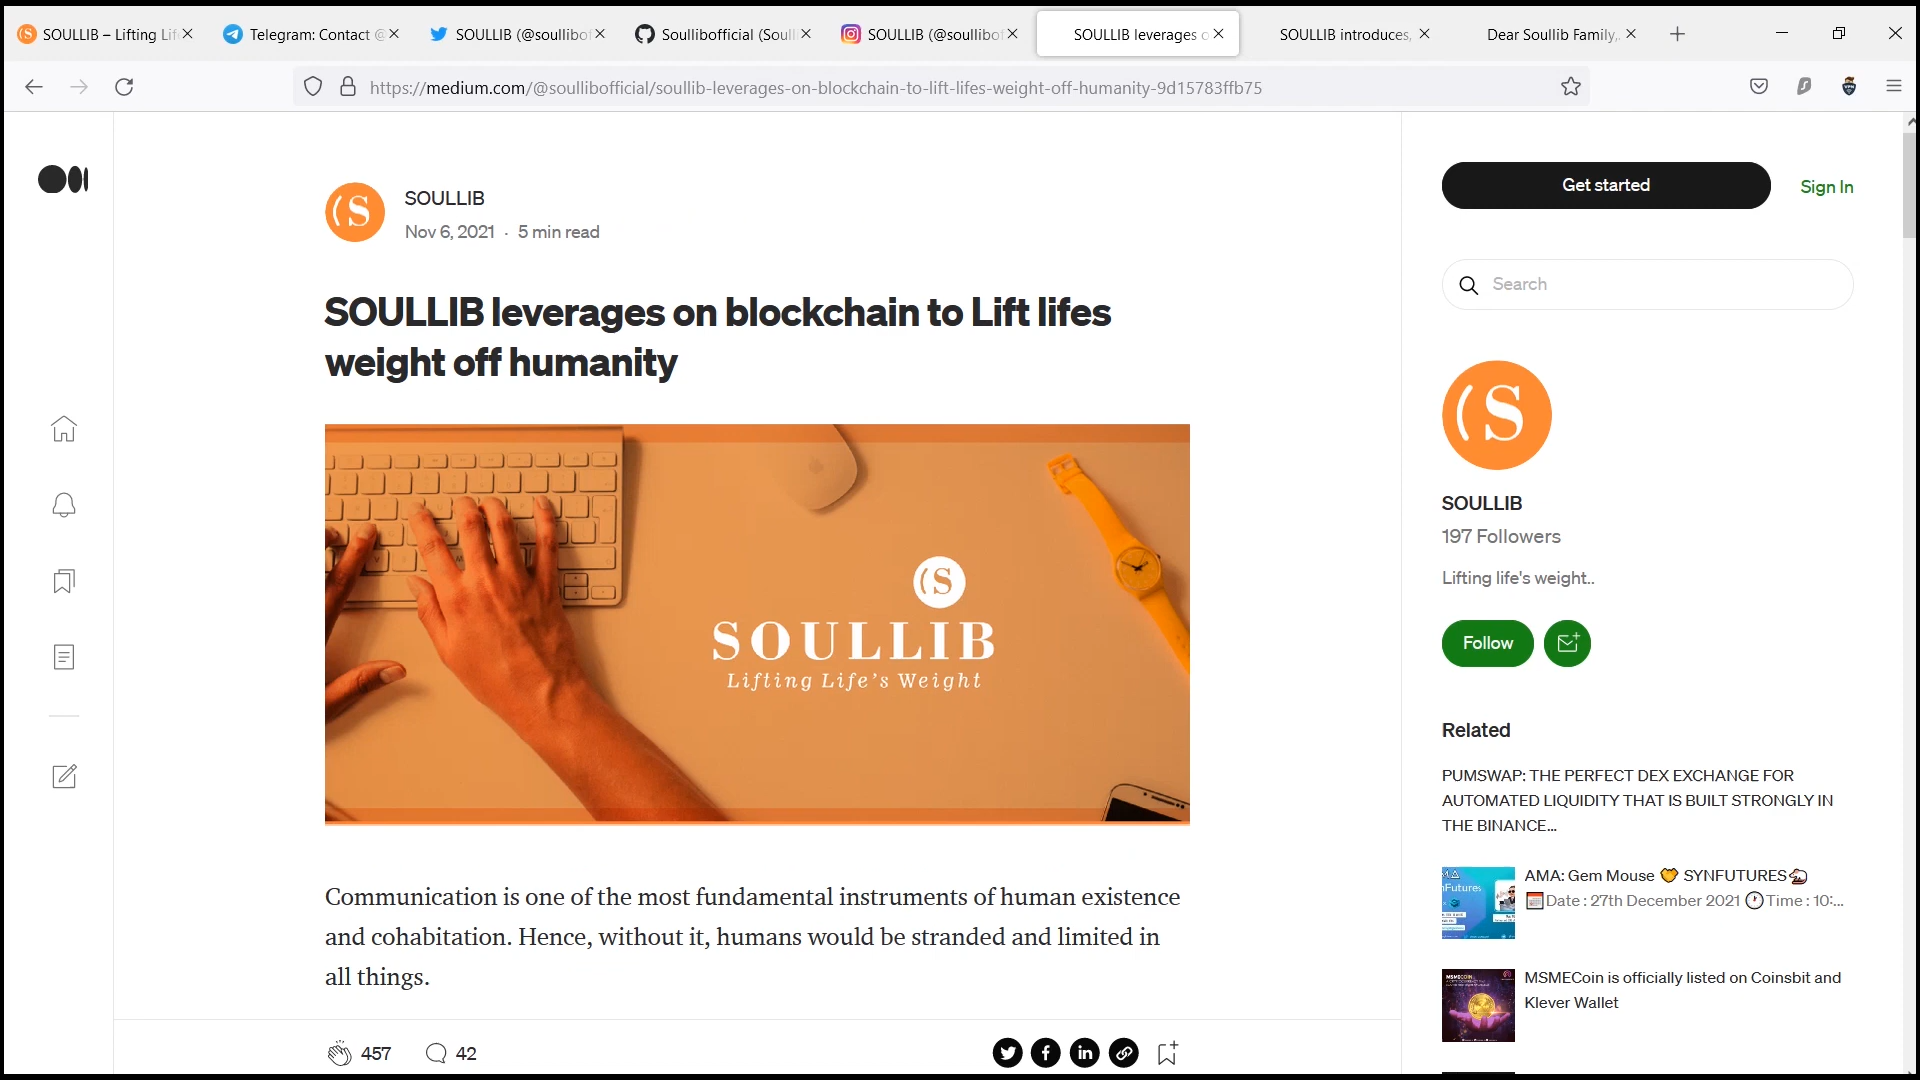 SOULLIB – Lifting Lif
Telegram: Contact @
SOULLIB (@soullibof
Soullibofficial (Soull
SOULLIB (@soullibof
SOULLIB leverages o
SOULLIB introduces,
Dear Soullib Family,
https://medium.com/@soullibofficial/soullib-leverages-on-blockchain-to-lift-lifes-weight-off-humanity-9d15783ffb75
SOULLIB
Nov 6, 2021 · 5 min read
SOULLIB leverages on blockchain to Lift lifes
weight off humanity
(S
SOULLIB
Lifting Life's Weight
Communication is one of the most fundamental instruments of human existence
and cohabitation. Hence, without it, humans would be stranded and limited in
all things.
457
42
Get started
Sign In
Search
(S
SOULLIB
197 Followers
Lifting life's weight..
Follow
Related
PUMSWAP: THE PERFECT DEX EXCHANGE FOR
AUTOMATED LIQUIDITY THAT IS BUILT STRONGLY IN
THE BINANCE...
AMA: Gem Mouse 🤝 SYNFUTURES🦢
📅Date : 27th December 2021 🕐Time : 10:...
MSMECoin is officially listed on Coinsbit and
Klever Wallet